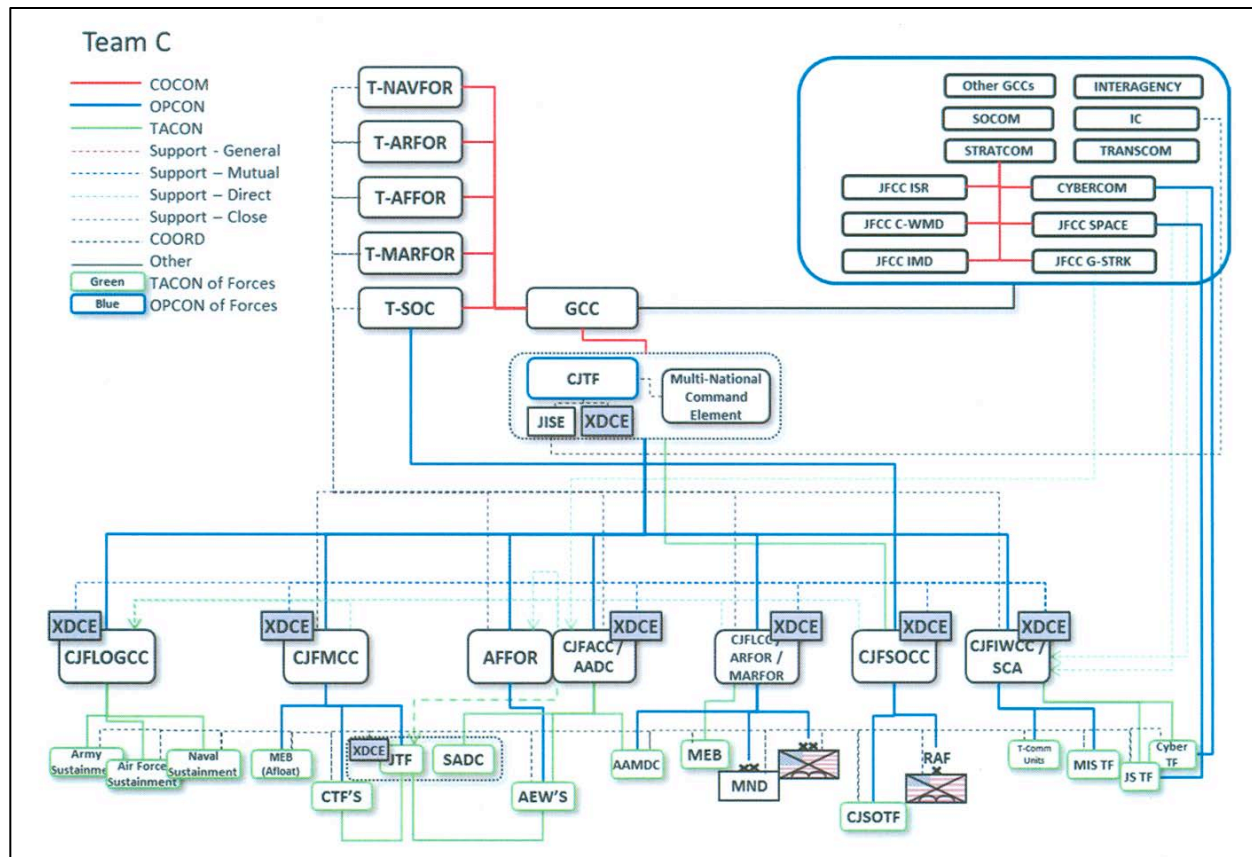 Team C
COCOM
OPCON
TACON
Support - General
Support – Mutual
Support – Direct
Support – Close
COORD
Other
Green TACON of Forces
Blue OPCON of Forces
T-NAVFOR
T-ARFOR
T-AFFOR
T-MARFOR
T-SOC
GCC
Other GCCs
INTERAGENCY
SOCOM
IC
STRATCOM
TRANSCOM
JFCC ISR
CYBERCOM
JFCC C-WMD
JFCC SPACE
JFCC IMD
JFCC G-STRK
CJTF
Multi-National
Command
Element
JISE
XDCE
XDCE
CJFLOGCC
XDCE
CJFMCC
AFFOR
XDCE
CJFACC /
AADC
XDCE
CJFLCC /
ARFOR /
MARFOR
XDCE
CJFSOCC
XDCE
CJFIWCC /
SCA
Army
Sustainment
Air Force
Sustainment
Naval
Sustainment
MEB
(Afloat)
CTF'S
XDCE
JTF
SADC
AEW'S
AAMDC
MEB
XX
MND
XX
CJSOTF
RAF
X
T-Comm
Units
MIS TF
JS TF
Cyber
TF